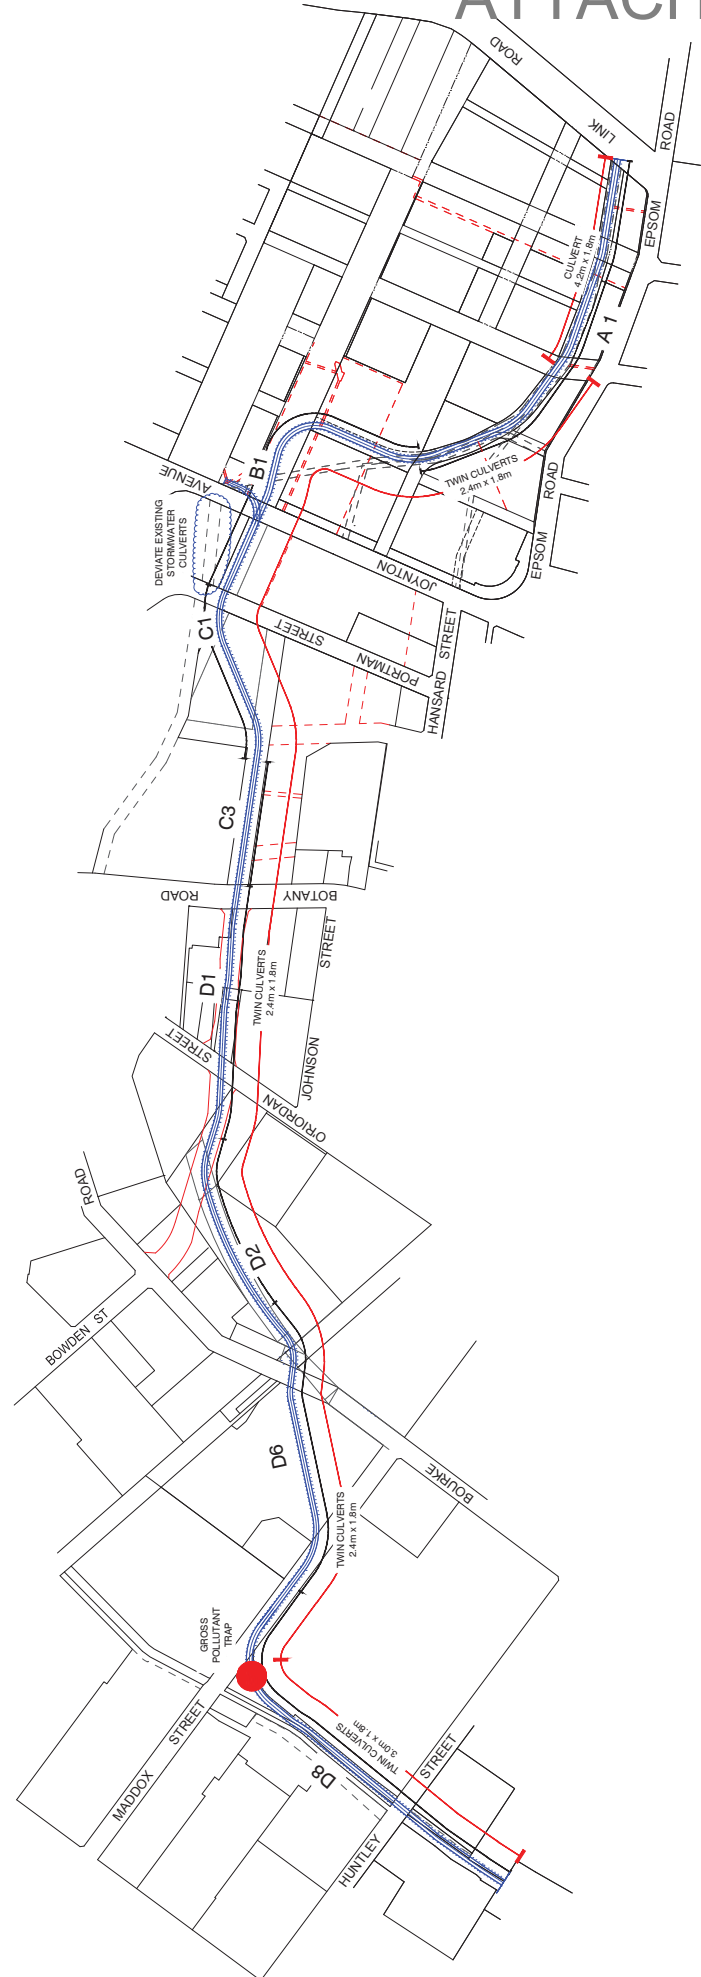 ATTACH
ROAD
LINK
ROAD
EPSOM
CULVERT
4.2m x 1.8m
A 1
B1
AVENUE
TWIN CULVERTS
2.4m x 1.8m
ROAD
EPSOM
DEVIATE EXISTING
STORMWATER
CULVERTS
JOYNTON
C1
STREET
PORTMAN
STREET
HANSARD
C3
ROAD
BOTANY
STREET
D1
TWIN CULVERTS
2.4m x 1.8m
STREET
JOHNSON
O'RIORDAN
ROAD
D2
BOWDEN ST
D6
BOURKE
TWIN CULVERTS
2.4m x 1.8m
GROSS
POLLUTANT
TRAP
STREET
MADDOX
TWIN CULVERTS
3.0m x 1.8m
STREET
D8
HUNTLEY